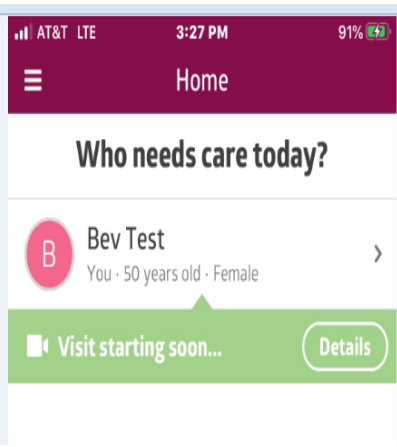 AT&T LTE 3:27 PM 91%
Home
Who needs care today?
B
Bev Test
You · 50 years old · Female
Visit starting soon... Details